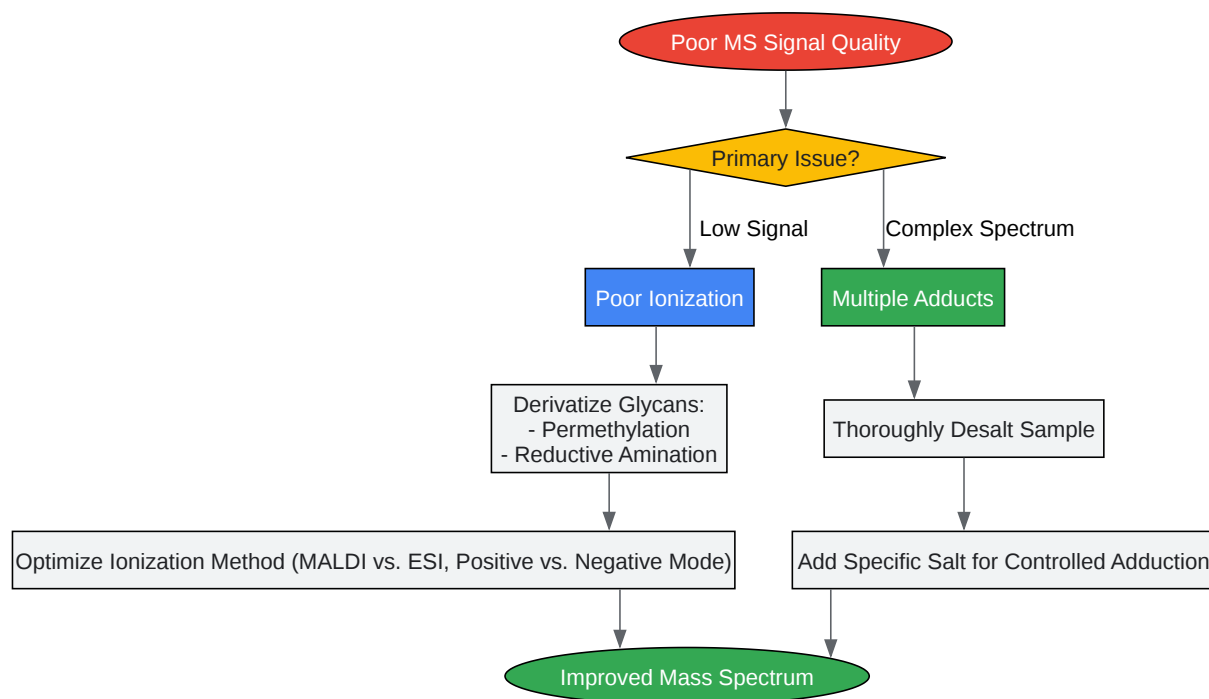 Poor MS Signal Quality
Primary Issue?
Low Signal
Complex Spectrum
Poor Ionization
Multiple Adducts
Derivatize Glycans:
- Permethylation
- Reductive Amination
Thoroughly Desalt Sample
Optimize Ionization Method (MALDI vs. ESI, Positive vs. Negative Mode)
Add Specific Salt for Controlled Adduction
Improved Mass Spectrum